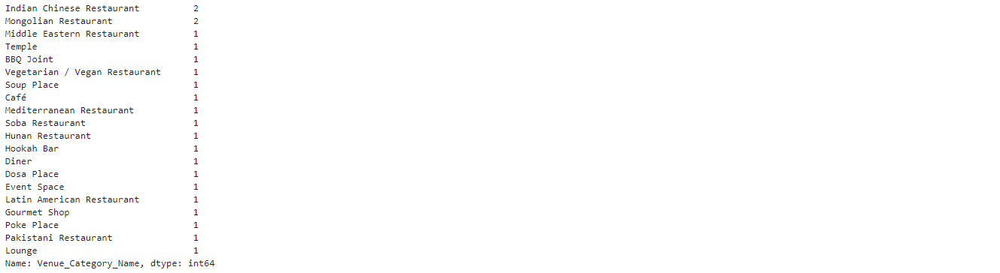 Indian Chinese Restaurant          2
Mongolian Restaurant               2
Middle Eastern Restaurant          1
Temple                             1
BBQ Joint                          1
Vegetarian / Vegan Restaurant      1
Soup Place                         1
Café                               1
Mediterranean Restaurant           1
Soba Restaurant                    1
Hunan Restaurant                   1
Hookah Bar                         1
Diner                              1
Dosa Place                         1
Event Space                        1
Latin American Restaurant          1
Gourmet Shop                       1
Poke Place                         1
Pakistani Restaurant               1
Lounge                             1
Name: Venue_Category_Name, dtype: int64